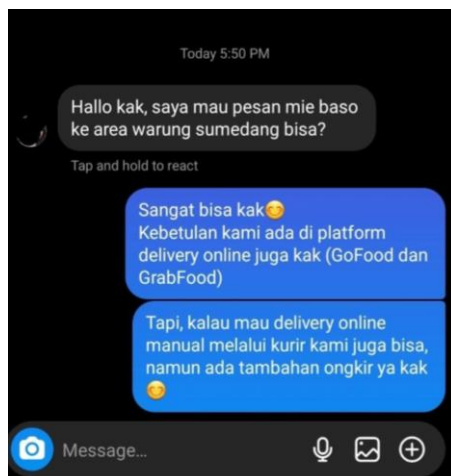 Today 5:50 PM
Hallo kak, saya mau pesan mie baso
ke area warung sumedang bisa?
Tap and hold to react
Sangat bisa kak😊
Kebetulan kami ada di platform
delivery online juga kak (GoFood dan
GrabFood)
Tapi, kalau mau delivery online
manual melalui kurir kami juga bisa,
namun ada tambahan ongkir ya kak
😊
Message...